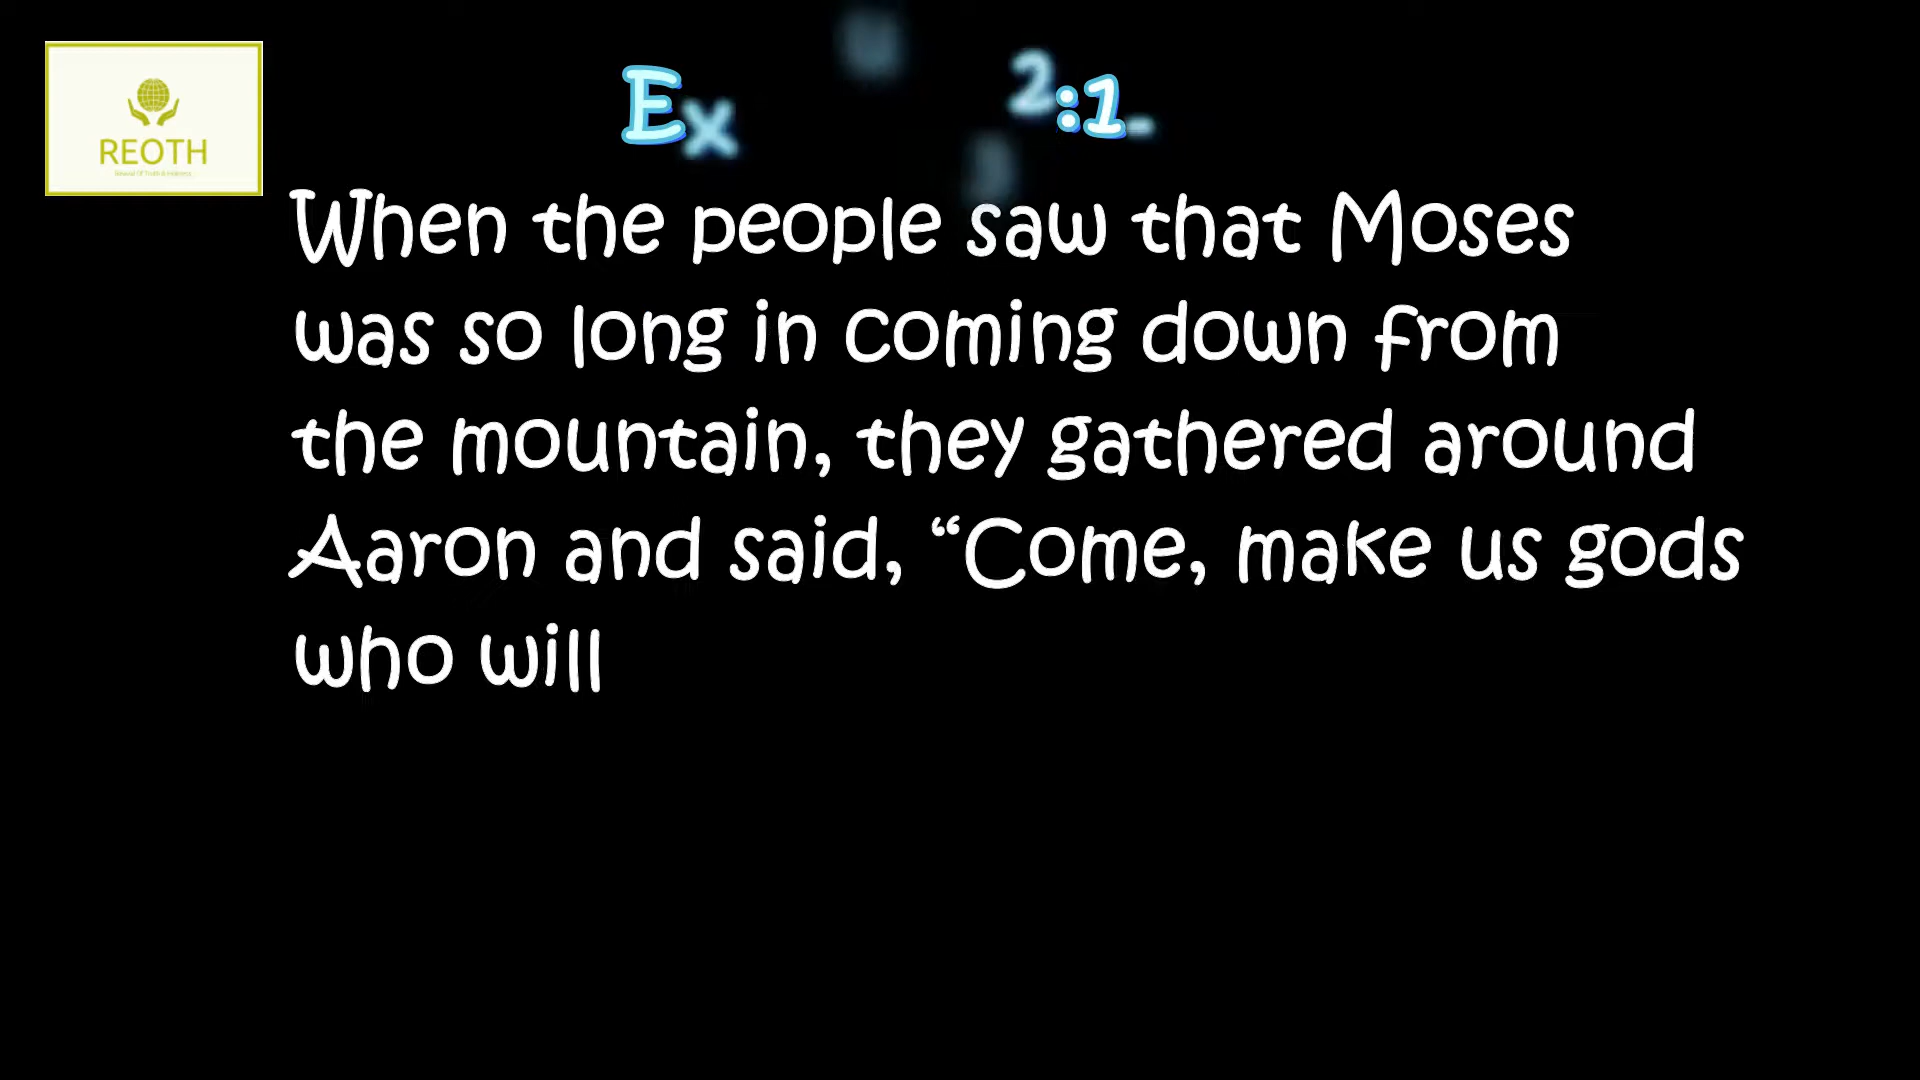 Ex 2:1-
REOTH
When the people saw that Moses
was so long in coming down from
the mountain, they gathered around
Aaron and said, “Come, make us gods
who will